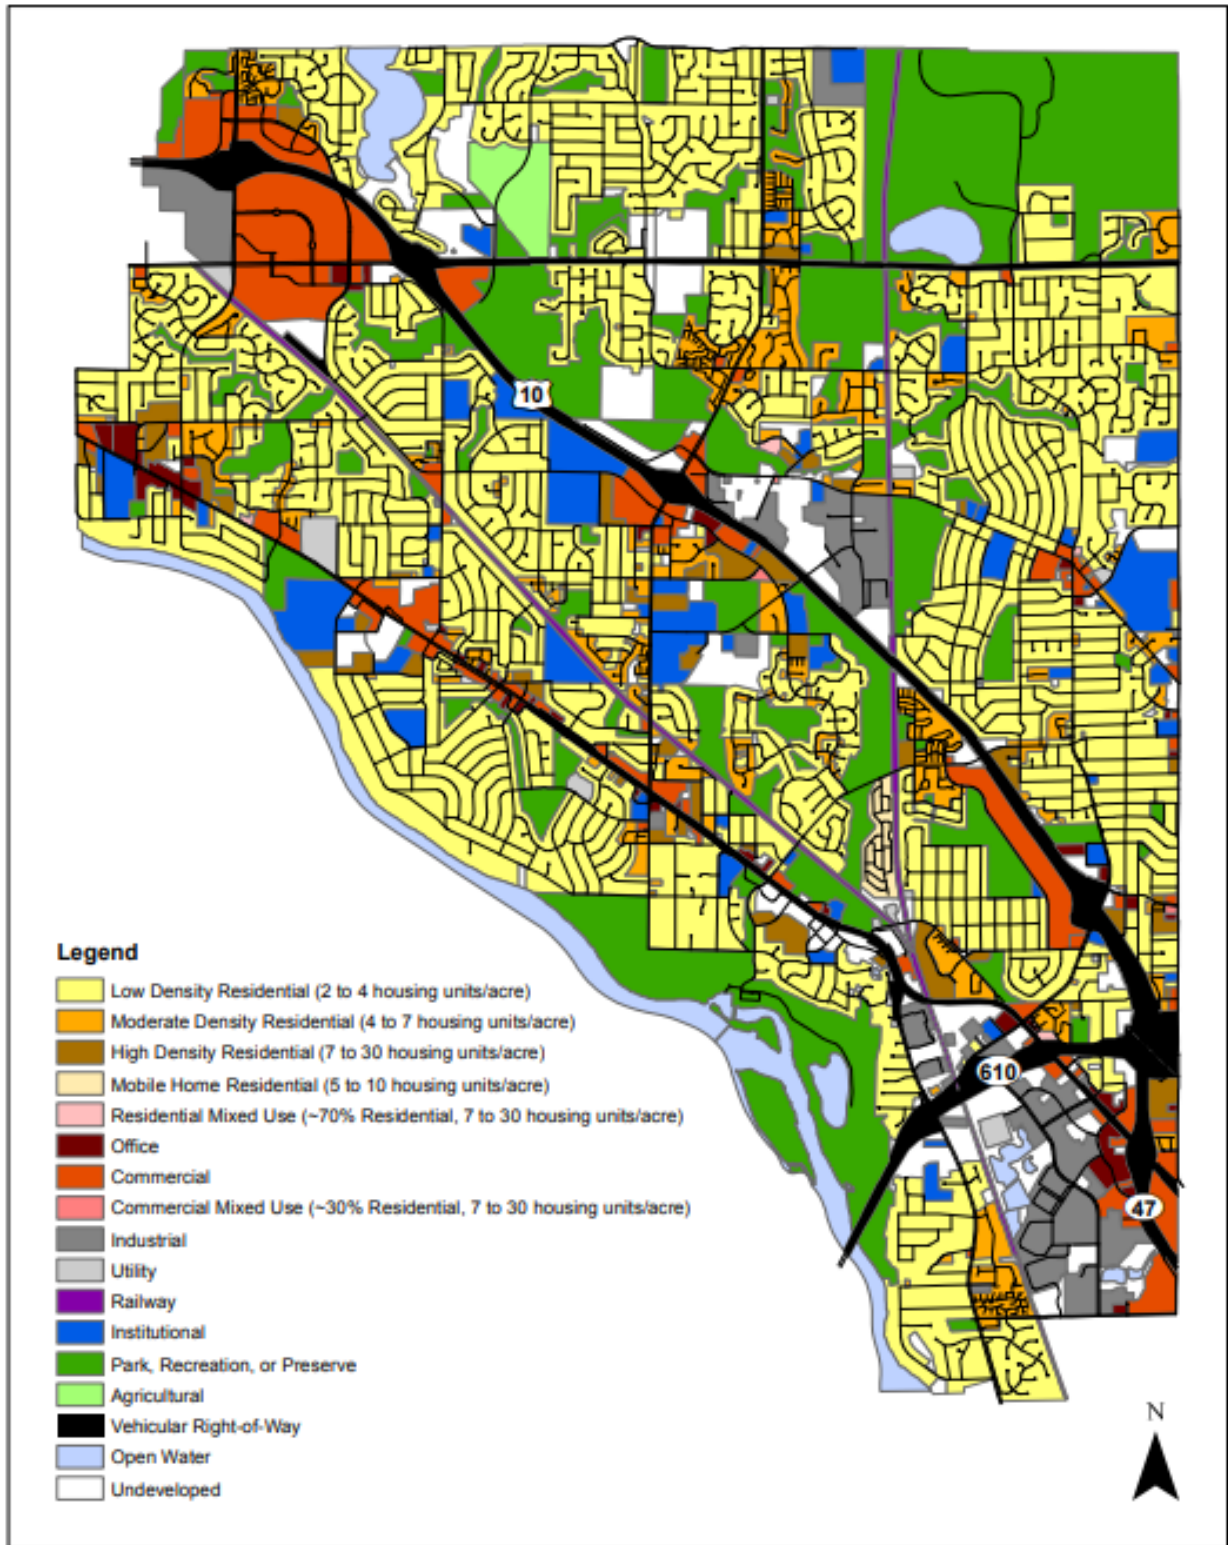 10
610
47
Legend
Low Density Residential (2 to 4 housing units/acre)
Moderate Density Residential (4 to 7 housing units/acre)
High Density Residential (7 to 30 housing units/acre)
Mobile Home Residential (5 to 10 housing units/acre)
Residential Mixed Use (~70% Residential, 7 to 30 housing units/acre)
Office
Commercial
Commercial Mixed Use (~30% Residential, 7 to 30 housing units/acre)
Industrial
Utility
Railway
Institutional
Park, Recreation, or Preserve
Agricultural
Vehicular Right-of-Way
Open Water
Undeveloped
N